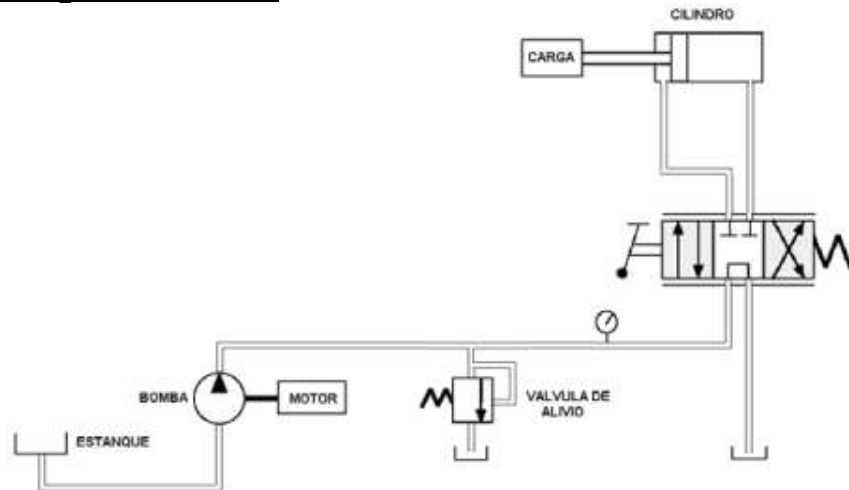 CILINDRO
CARGA
BOMBA
MOTOR
VALVULA DE
ALIVIO
ESTANQUE